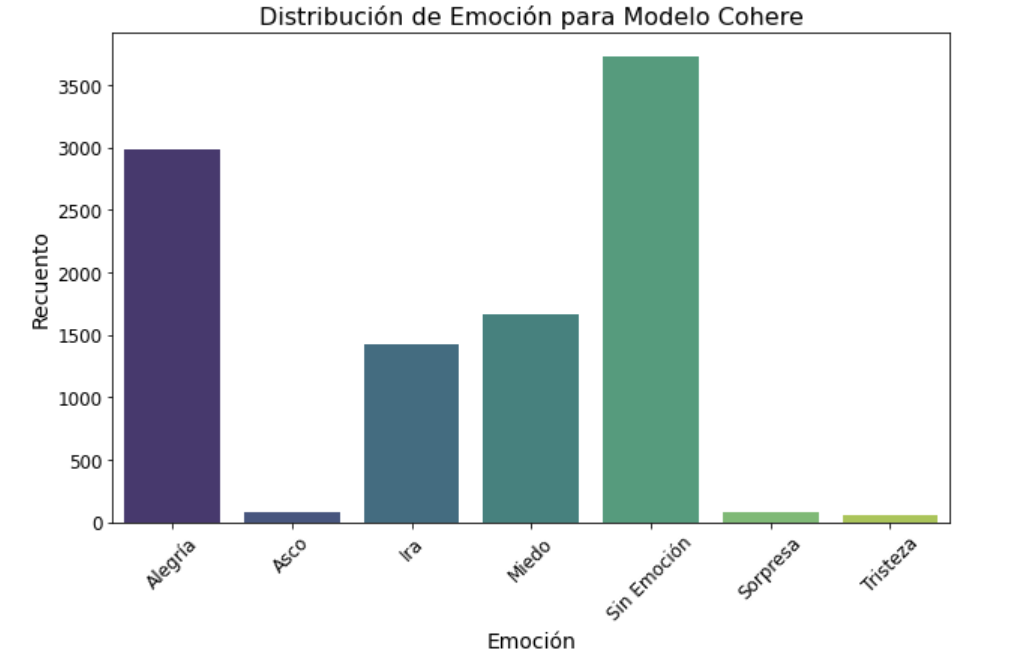 Distribución de Emoción para Modelo Cohere
3500
3000
2500
2000
1500
1000
500
0
Recuento
Alegría
Asco
Ira
Miedo
Sin Emoción
Sorpresa
Tristeza
Emoción